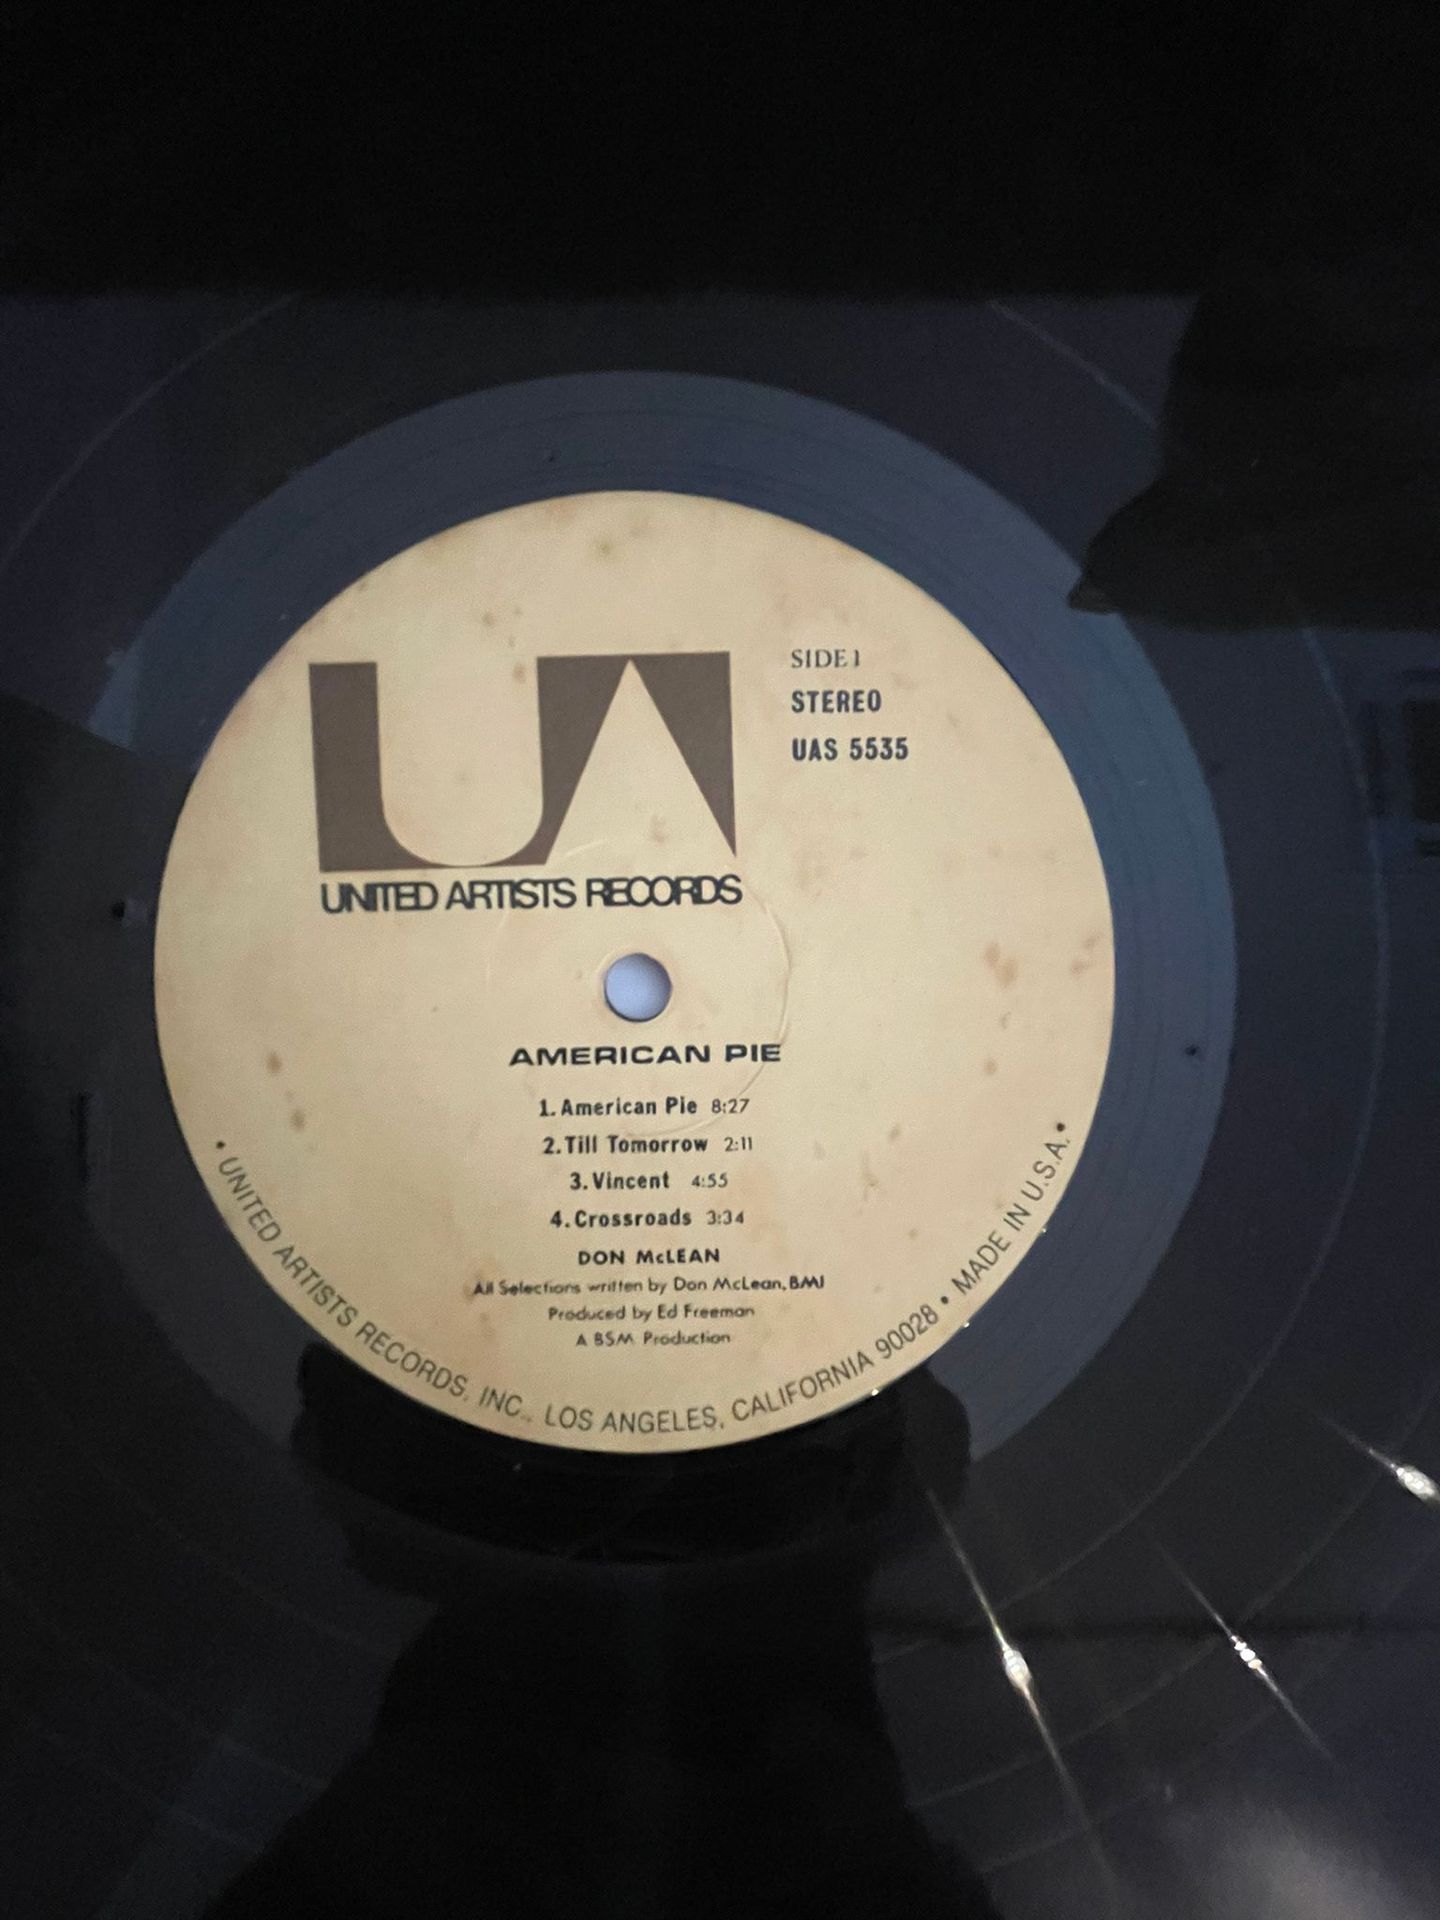 UA
UNITED ARTISTS RECORDS
SIDE 1
STEREO
UAS 5535
AMERICAN PIE
1. American Pie 8:27
2. Till Tomorrow 2:11
3. Vincent 4:55
4. Crossroads 3:34
DON McLEAN
All Selections written by Don McLean, BMI
Produced by Ed Freeman
A BSM Production
• UNITED ARTISTS RECORDS, INC., LOS ANGELES, CALIFORNIA 90028 • MADE IN U.S.A. •